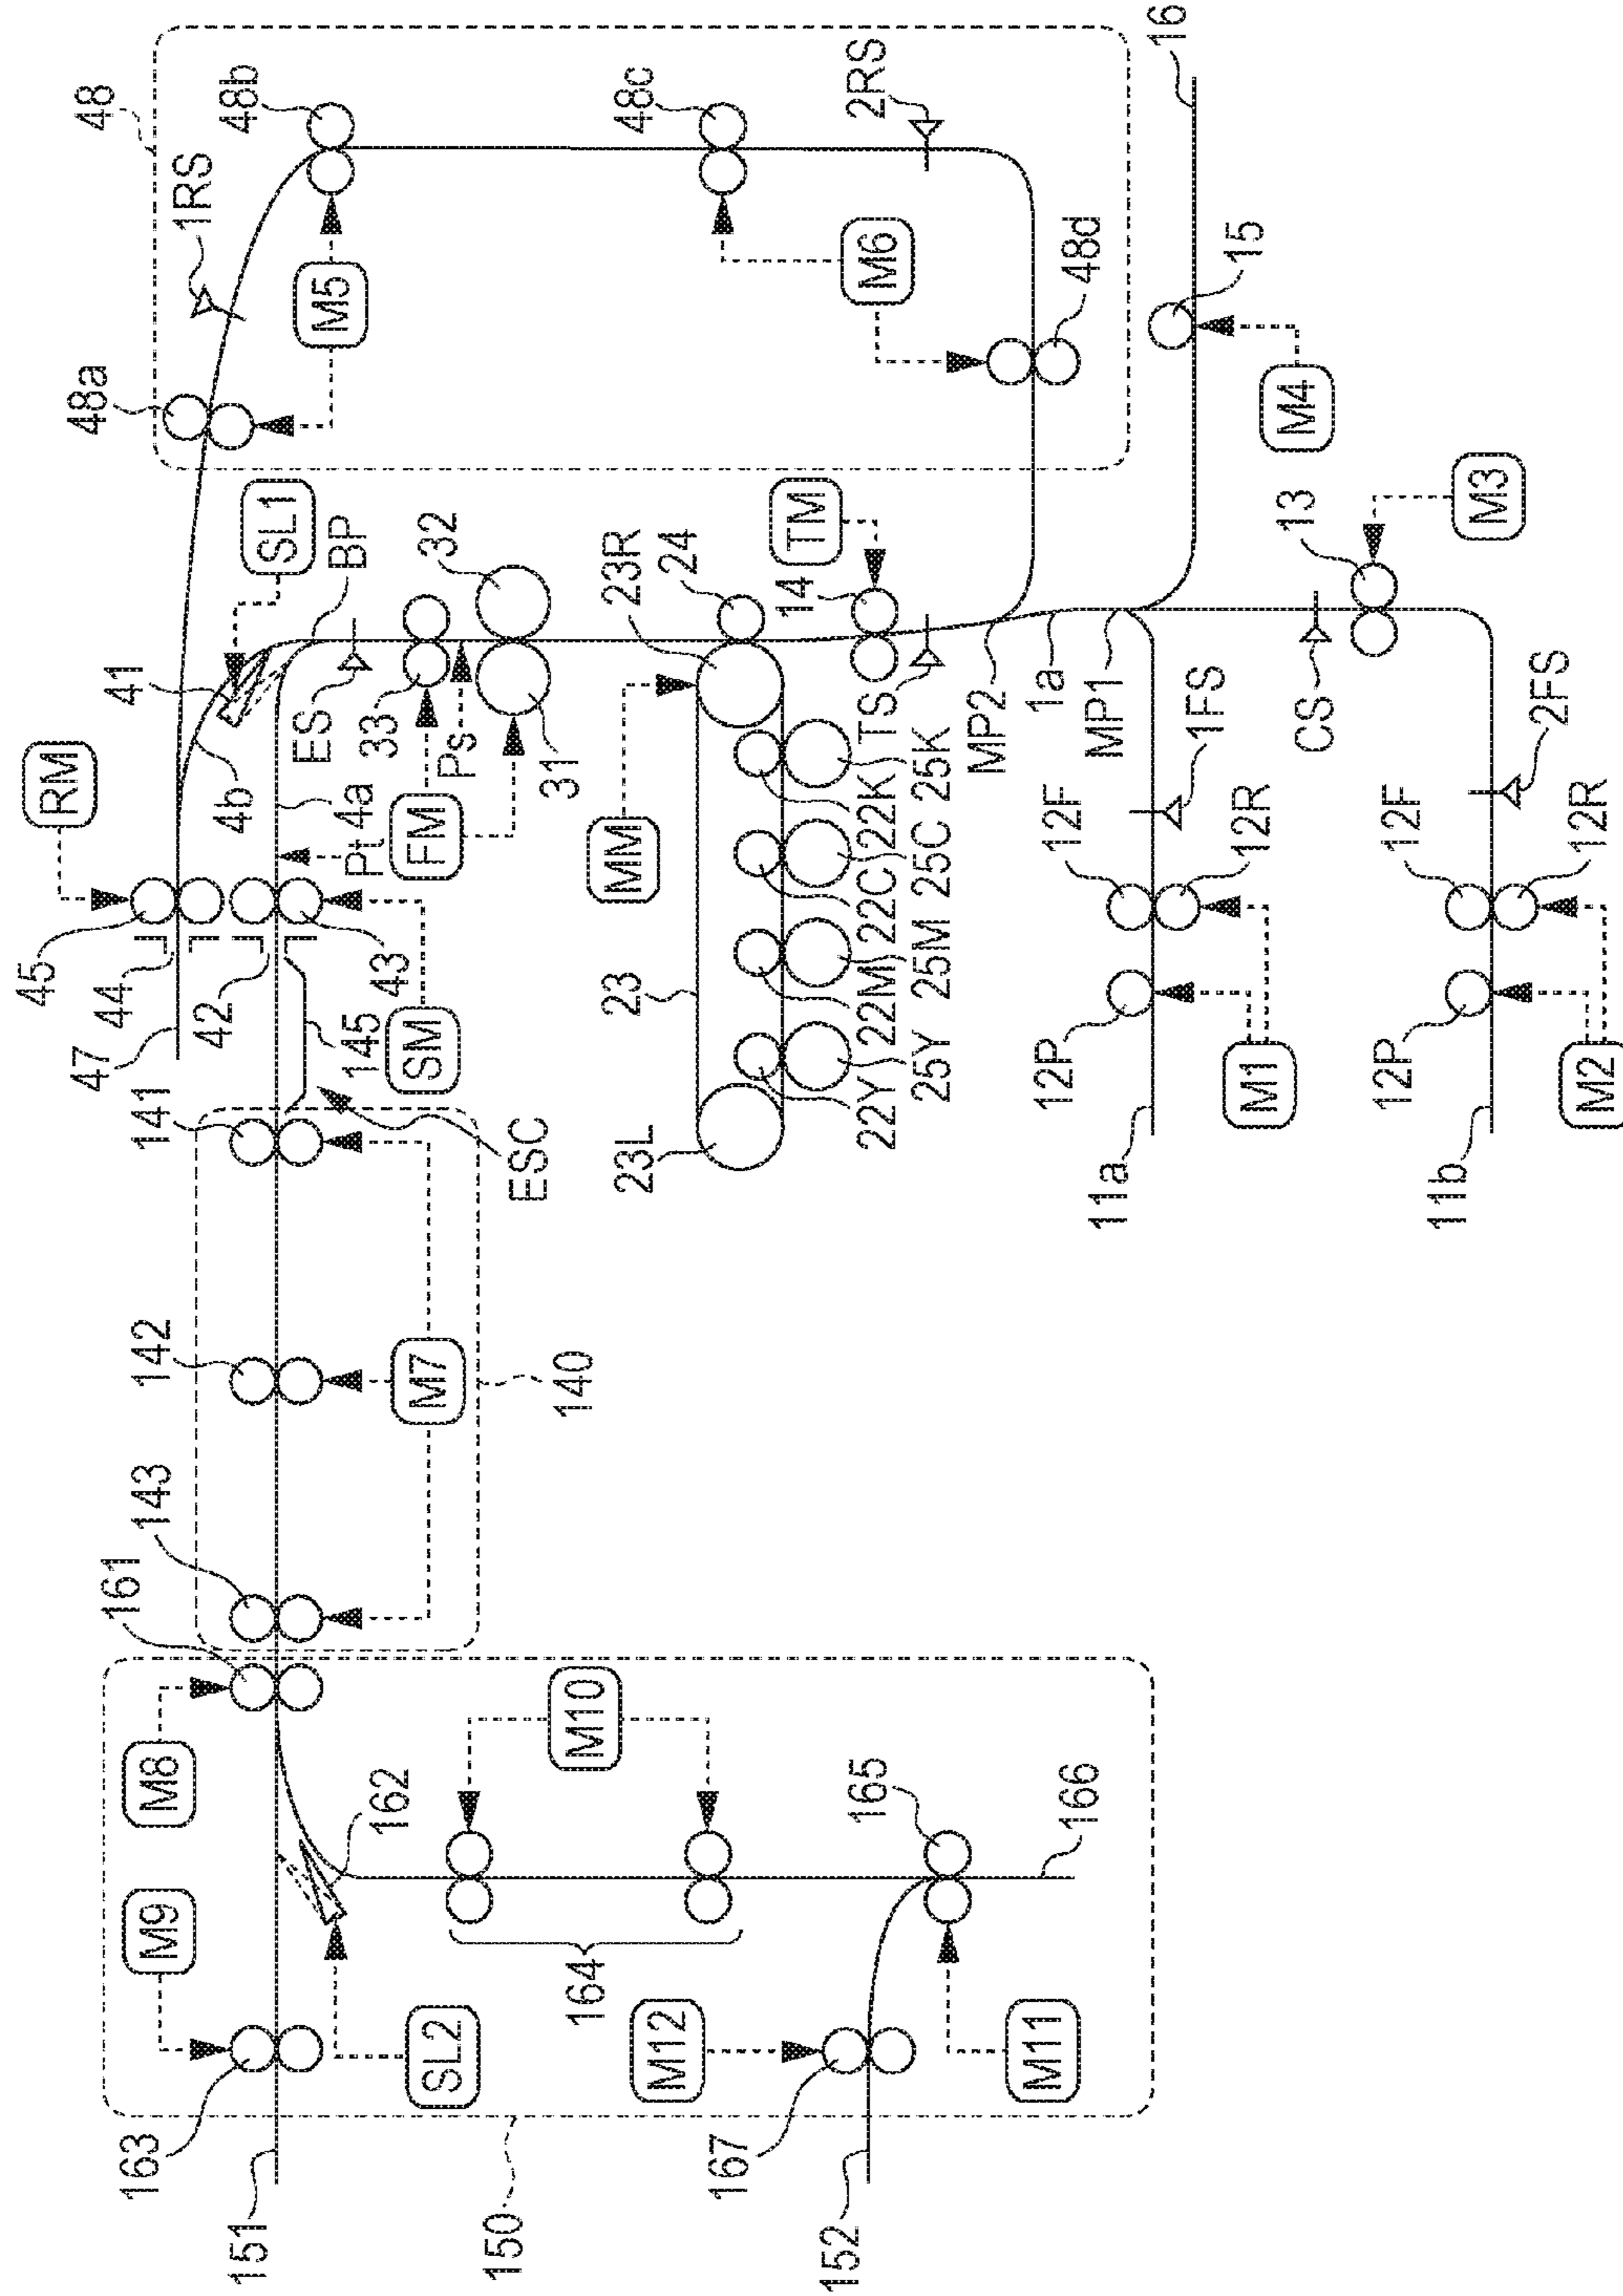 16
48
48b
48c
2RS
1RS
M5
M6
48d
15
48a
M4
SL1
BP
32
23R
24
TM
14
13
M3
41
ES
33
Ps
31
RM
4b
Pt
4a
FM
MM
TS
MP2
1a
MP1
1FS
CS
2FS
45
44
47
42
43
145
SM
23
22K
25K
22C
25C
22M
25M
22Y
25Y
23L
12F
12R
12P
M1
11a
12F
12R
12P
M2
11b
141
ESC
142
M7
140
143
161
M8
M10
162
165
166
M9
164
SL2
M12
M11
163
167
151
150
152